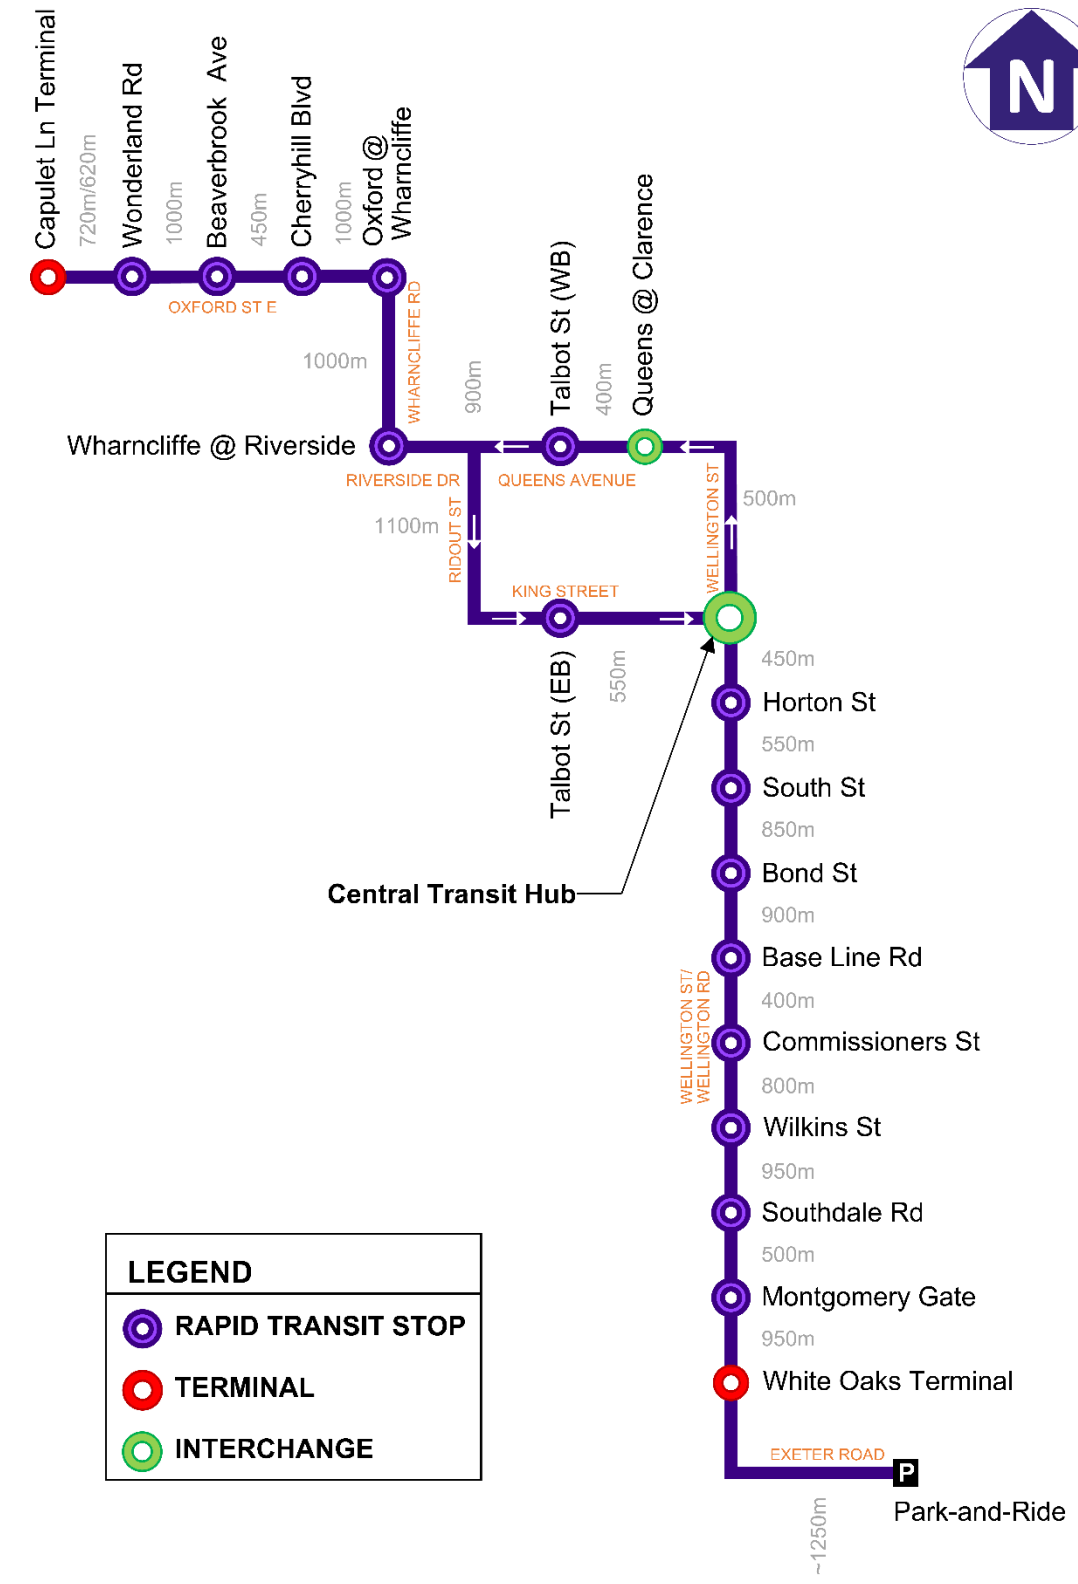 N
Capulet Ln Terminal
720m/620m
Wonderland Rd
1000m
Beaverbrook Ave
450m
Cherryhill Blvd
1000m
Oxford @
Wharncliffe
OXFORD ST E
WHARNCLIFFE RD
1000m
900m
Talbot St (WB)
400m
Queens @ Clarence
Wharncliffe @ Riverside
RIVERSIDE DR
QUEENS AVENUE
WELLINGTON ST
500m
1100m
RIDOUT ST
KING STREET
Talbot St (EB)
550m
450m
Horton St
550m
South St
850m
Bond St
Central Transit Hub
900m
Base Line Rd
WELLINGTON ST/
WELLINGTON RD
400m
Commissioners St
800m
Wilkins St
950m
Southdale Rd
500m
Montgomery Gate
950m
White Oaks Terminal
EXETER ROAD
P
Park-and-Ride
~1250m
LEGEND
RAPID TRANSIT STOP
TERMINAL
INTERCHANGE